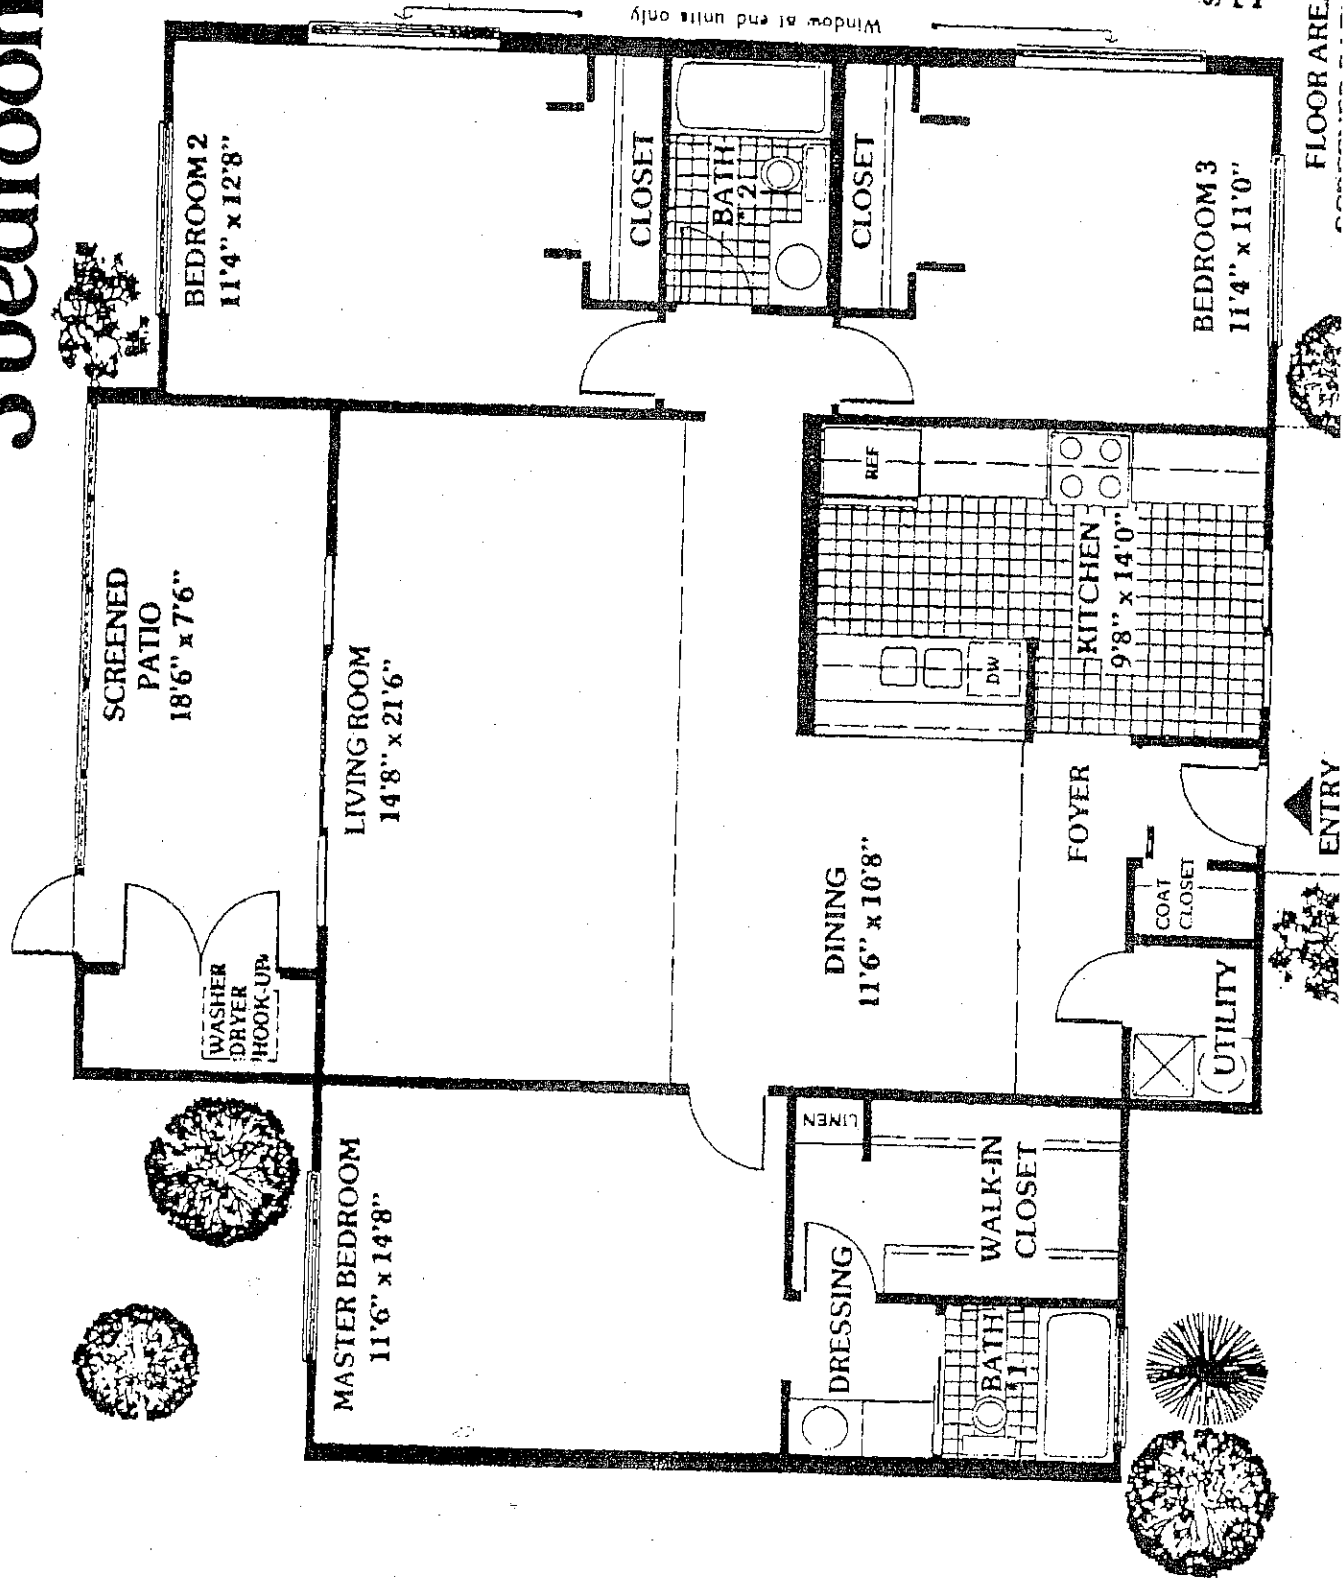 3 bedroom
Window at end units only
BEDROOM 2
11'4" x 12'8"
CLOSET
BATH
"2
CLOSET
BEDROOM 3
11'4" x 11'0"
SCREENED
PATIO
18'6" x 7'6"
LIVING ROOM
14'8" x 21'6"
REF
KITCHEN
9'8" x 14'0"
DW
WASHER
DRYER
HOOK-UP
DINING
11'6" x 10'8"
FOYER
COAT
CLOSET
UTILITY
ENTRY
MASTER BEDROOM
11'6" x 14'8"
LINEN
WALK-IN
CLOSET
DRESSING
BATH
"1
FLOOR AREA